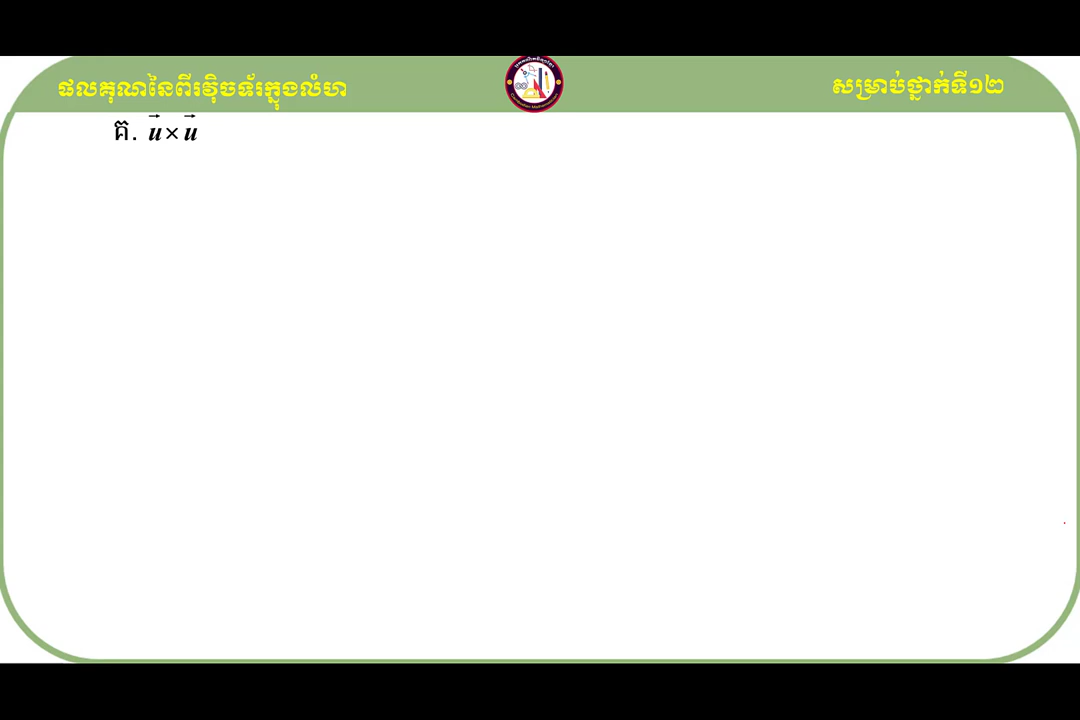 ផលគុណនៃពីរវ៉ិចទ័រក្នុងលំហ
សម្រាប់ថ្នាក់ទី១២
គ. u⃗ × u⃗